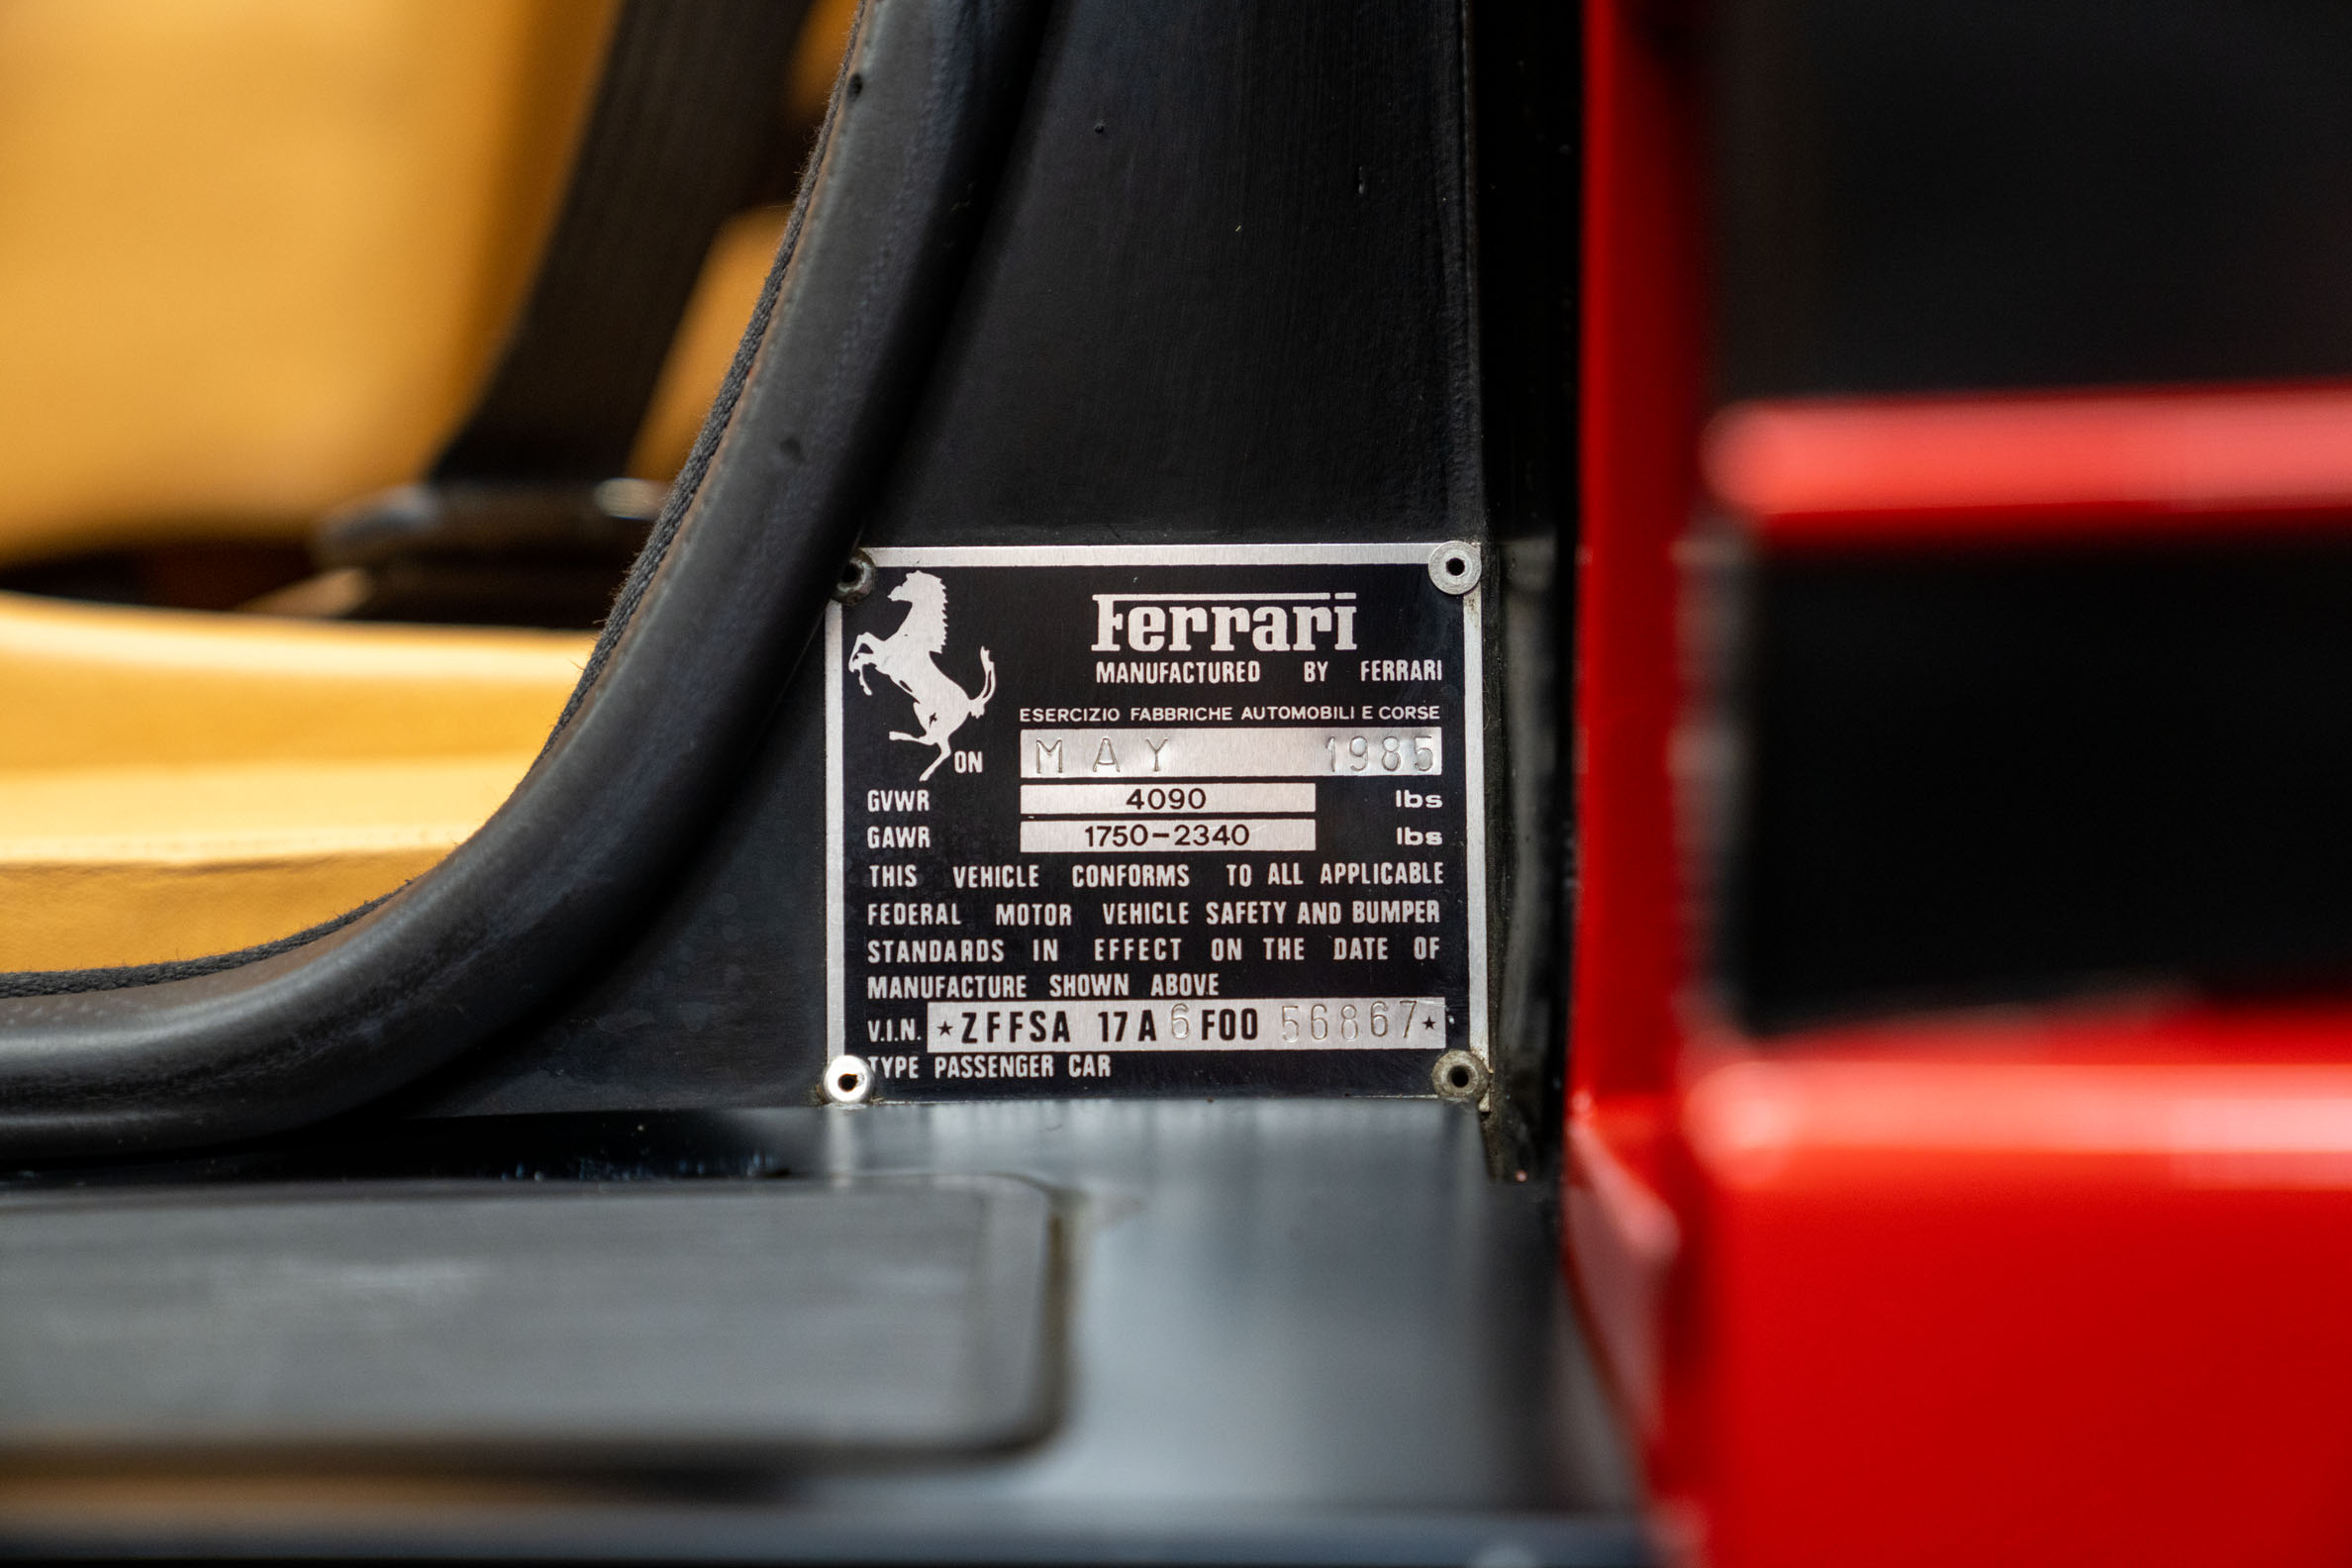 Ferrari
MANUFACTURED BY FERRARI
ESERCIZIO FABBRICHE AUTOMOBILI E CORSE
ON MAY 1985
GVWR 4090 lbs
GAWR 1750-2340 lbs
THIS VEHICLE CONFORMS TO ALL APPLICABLE
FEDERAL MOTOR VEHICLE SAFETY AND BUMPER
STANDARDS IN EFFECT ON THE DATE OF
MANUFACTURE SHOWN ABOVE
V.I.N. ★ZFFSA 17A6F00 56867★
TYPE PASSENGER CAR